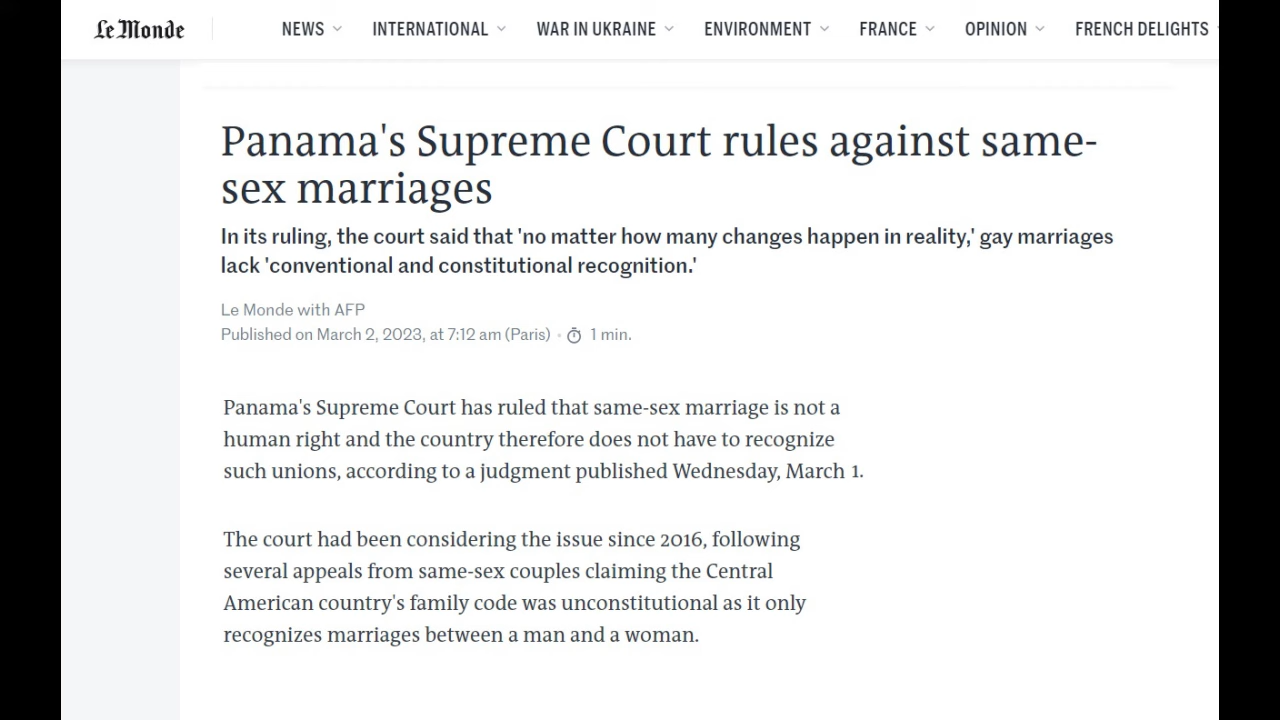 Le Monde
NEWS INTERNATIONAL WAR IN UKRAINE ENVIRONMENT FRANCE OPINION FRENCH DELIGHTS
Panama's Supreme Court rules against same-
sex marriages
In its ruling, the court said that 'no matter how many changes happen in reality,' gay marriages
lack 'conventional and constitutional recognition.'
Le Monde with AFP
Published on March 2, 2023, at 7:12 am (Paris) · 1 min.
Panama's Supreme Court has ruled that same-sex marriage is not a
human right and the country therefore does not have to recognize
such unions, according to a judgment published Wednesday, March 1.
The court had been considering the issue since 2016, following
several appeals from same-sex couples claiming the Central
American country's family code was unconstitutional as it only
recognizes marriages between a man and a woman.